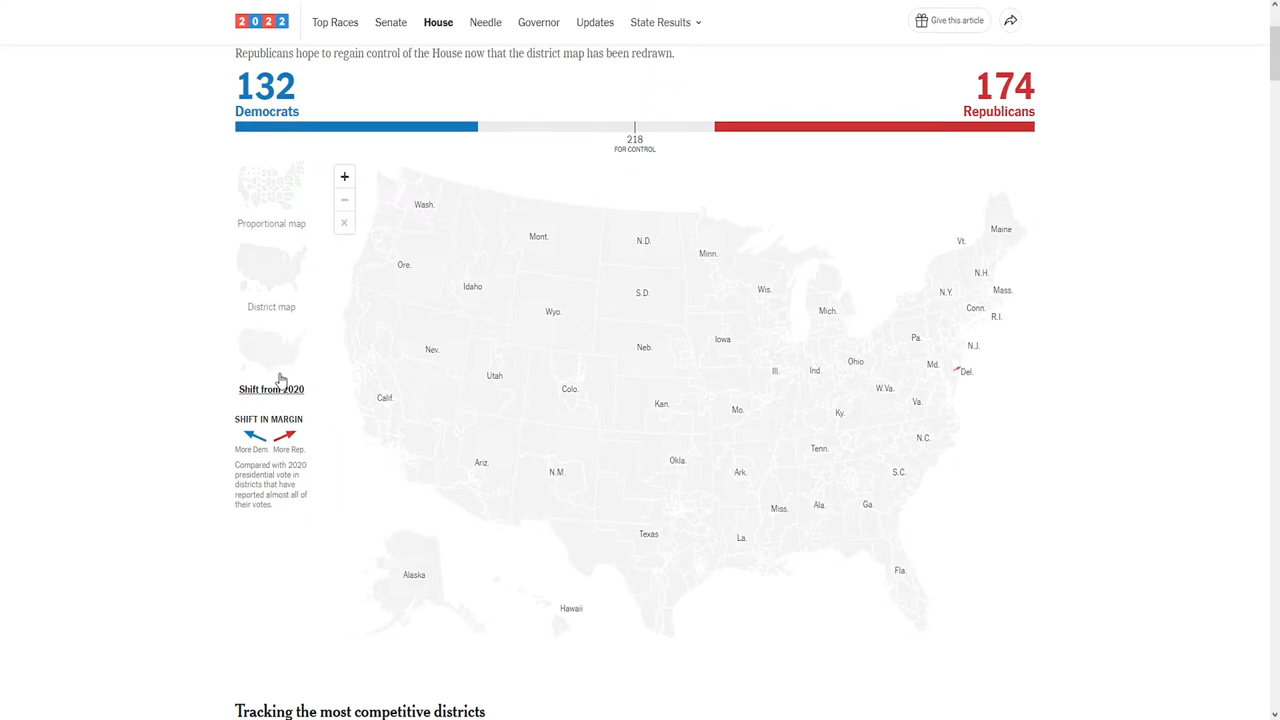 2022 Top Races Senate House Needle Governor Updates State Results Give this article
Republicans hope to regain control of the House now that the district map has been redrawn.
132 174
Democrats Republicans
218
FOR CONTROL
Proportional map
District map
Shift from 2020
SHIFT IN MARGIN
More Dem. More Rep.
Compared with 2020
presidential vote in
districts that have
reported almost all of
their votes.
+
−
×
Wash.
Mont.
N.D.
Minn.
Maine
Vt.
Ore.
Idaho
S.D.
Wis.
Mich.
N.H.
N.Y.
Mass.
Conn.
R.I.
Wyo.
Nev.
Neb.
Iowa
Pa.
N.J.
Utah
Colo.
Ill.
Ind.
Ohio
Md.
Del.
Calif.
Kan.
Mo.
Ky.
W.Va.
Va.
Ariz.
N.M.
Okla.
Ark.
Tenn.
N.C.
S.C.
Texas
La.
Miss.
Ala.
Ga.
Fla.
Alaska
Hawaii
Tracking the most competitive districts